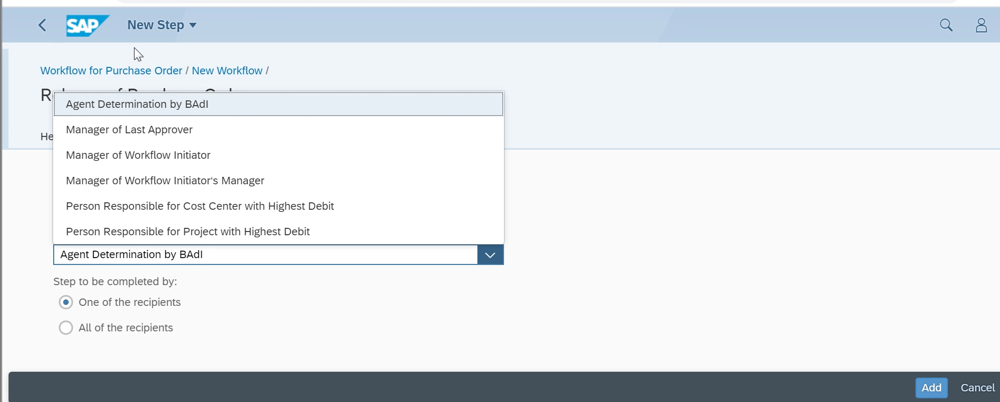 SAP New Step
Workflow for Purchase Order / New Workflow /
Agent Determination by BAdI
Manager of Last Approver
He
Manager of Workflow Initiator
Manager of Workflow Initiator‘s Manager
Person Responsible for Cost Center with Highest Debit
Person Responsible for Project with Highest Debit
Agent Determination by BAdI
Step to be completed by:
One of the recipients
All of the recipients
Add Cancel